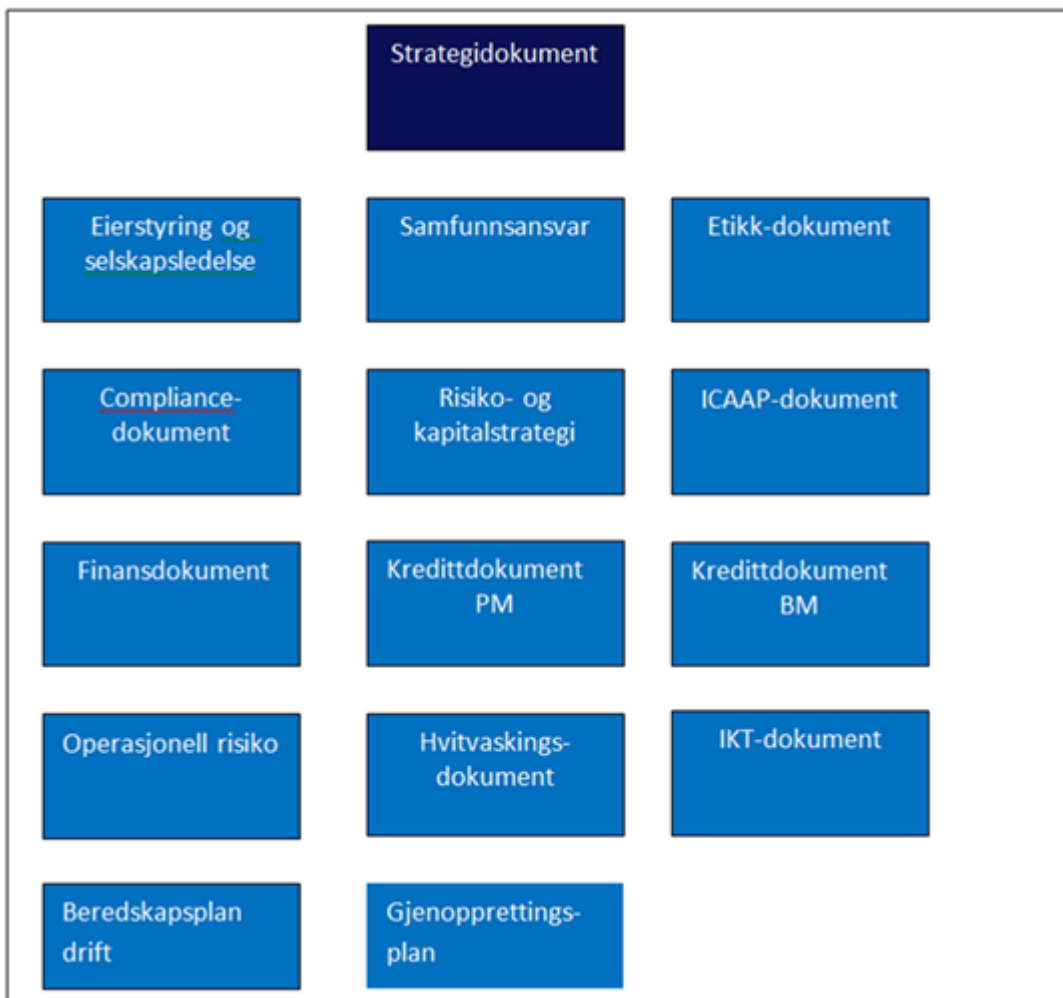 Strategidokument
Eierstyring og
selskapsledelse
Samfunnsansvar
Etikk-dokument
Compliance-
dokument
Risiko- og
kapitalstrategi
ICAAP-dokument
Finansdokument
Kredittdokument
PM
Kredittdokument
BM
Operasjonell risiko
Hvitvaskings-
dokument
IKT-dokument
Beredskapsplan
drift
Gjenopprettings-
plan